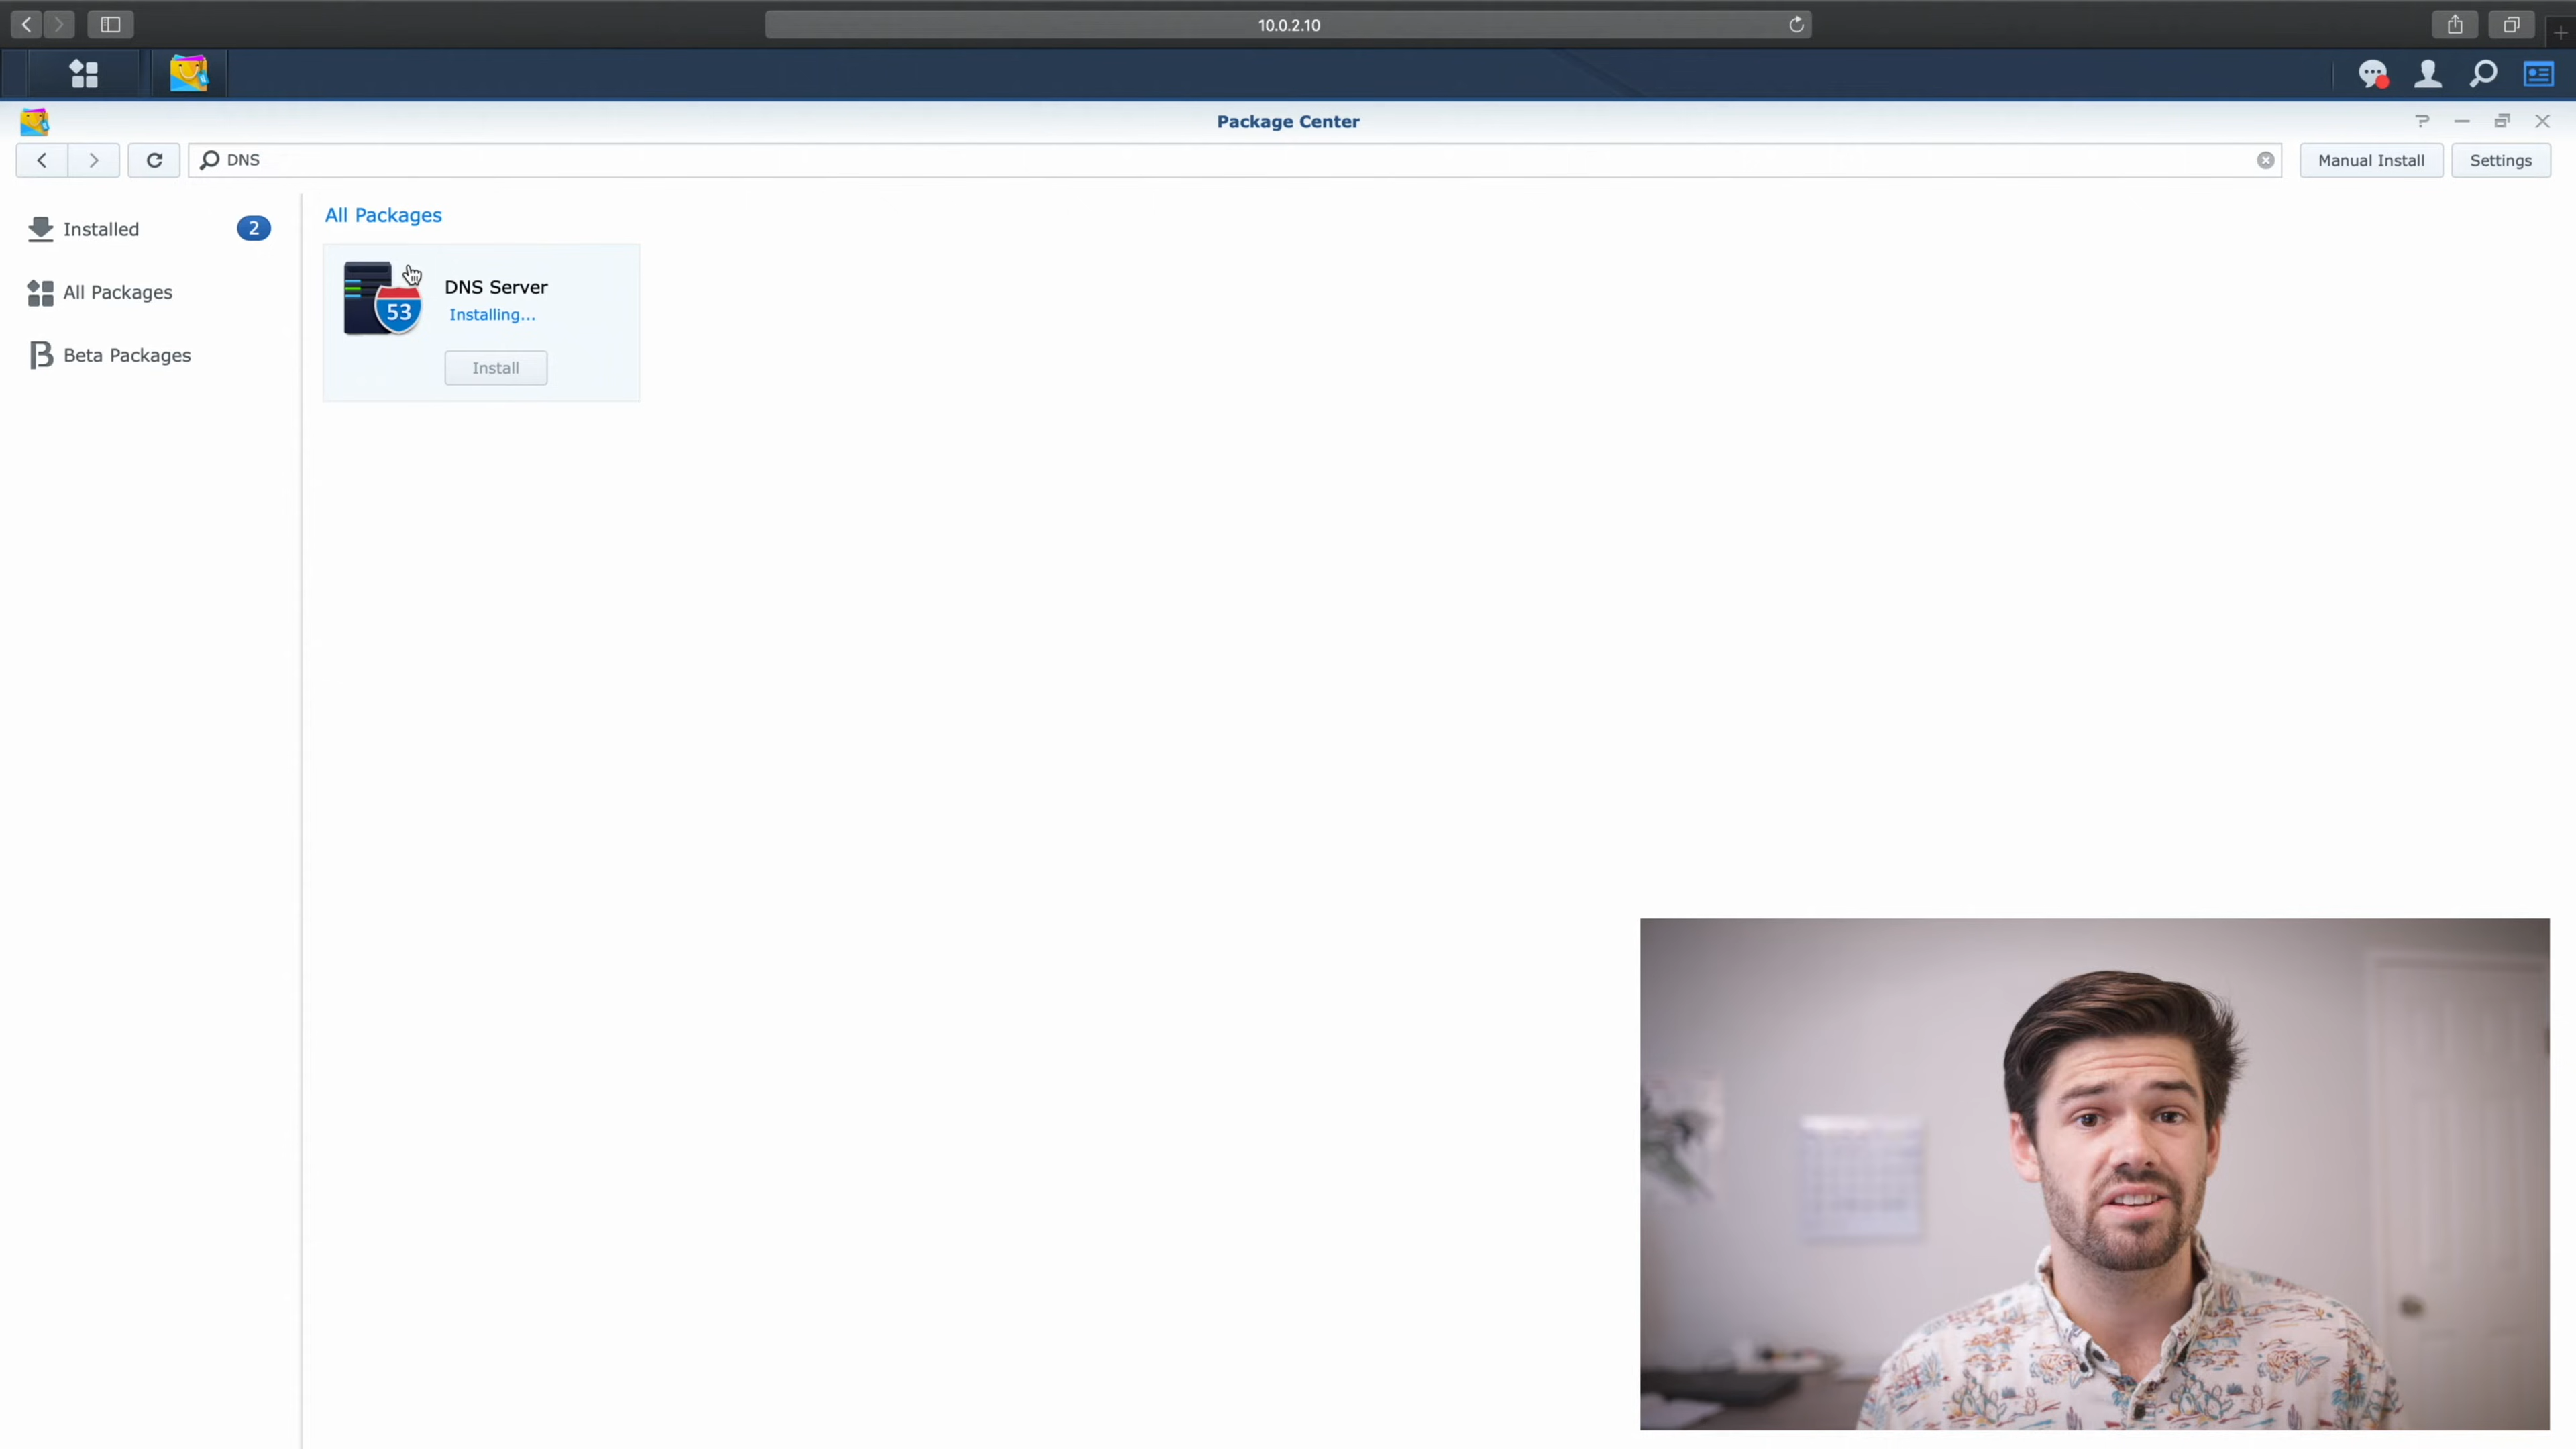 10.0.2.10
Package Center
DNS
Manual Install
Settings
Installed
2
All Packages
Beta Packages
All Packages
53
DNS Server
Installing...
Install